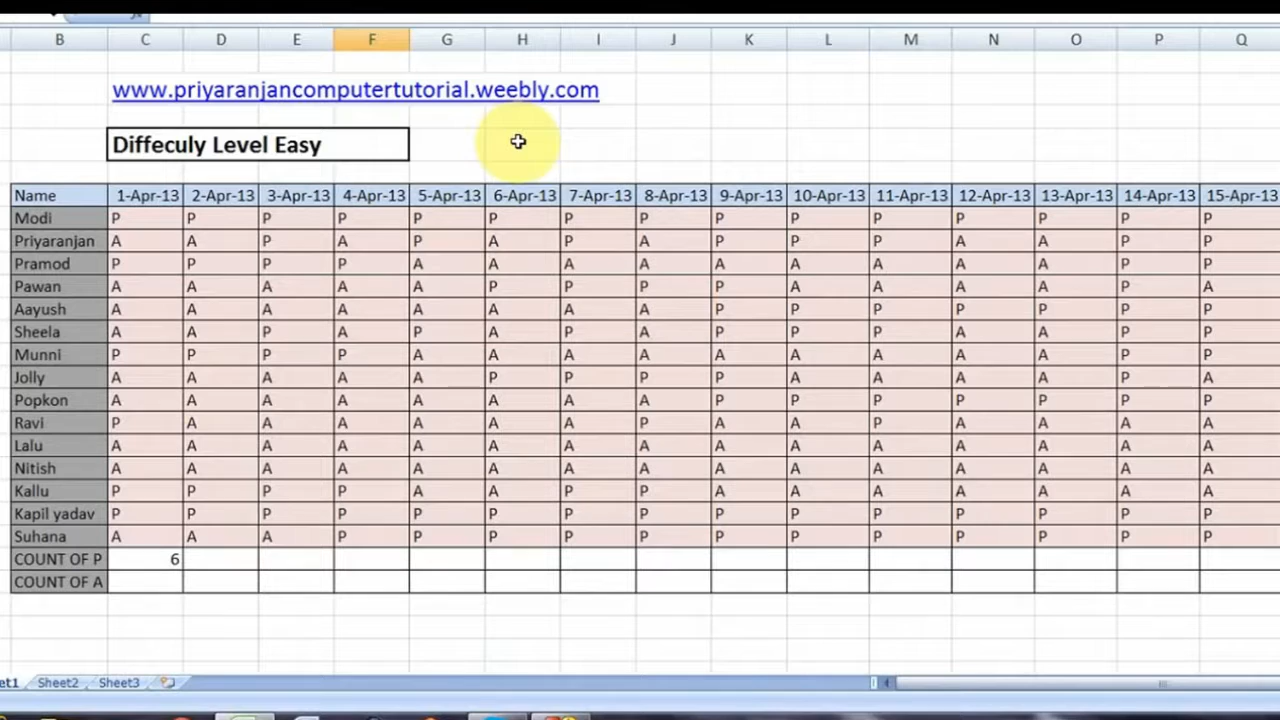 B C D E F G H I J K L M N O P Q
www.priyaranjancomputertutorial.weebly.com
Diffeculy Level Easy
Name 1-Apr-13 2-Apr-13 3-Apr-13 4-Apr-13 5-Apr-13 6-Apr-13 7-Apr-13 8-Apr-13 9-Apr-13 10-Apr-13 11-Apr-13 12-Apr-13 13-Apr-13 14-Apr-13 15-Apr-13
Modi P P P P P P P P P P P P P P P
Priyaranjan A A P A P A P A P P P A A P P
Pramod P P P P A A A A A A A A A P P
Pawan A A A A A P P P P A A A A P A
Aayush A A A A A A A A P P P P P P P
Sheela A A P A P A P A P P P A A P P
Munni P P P P A A A A A A A A A P P
Jolly A A A A A P P P P A A A A P A
Popkon A A A A A A A A P P P P P P P
Ravi P A A A A A A P A A P A A A A
Lalu A A A A A A A A A A A A A A A
Nitish A A A A A A A A A A A A A A A
Kallu P P P P A A P P A A A A A A A
Kapil yadav P P P P P P P P P P P P P P P
Suhana A A A P P P P P P P P P P P P
COUNT OF P 6
COUNT OF A
et1 Sheet2 Sheet3